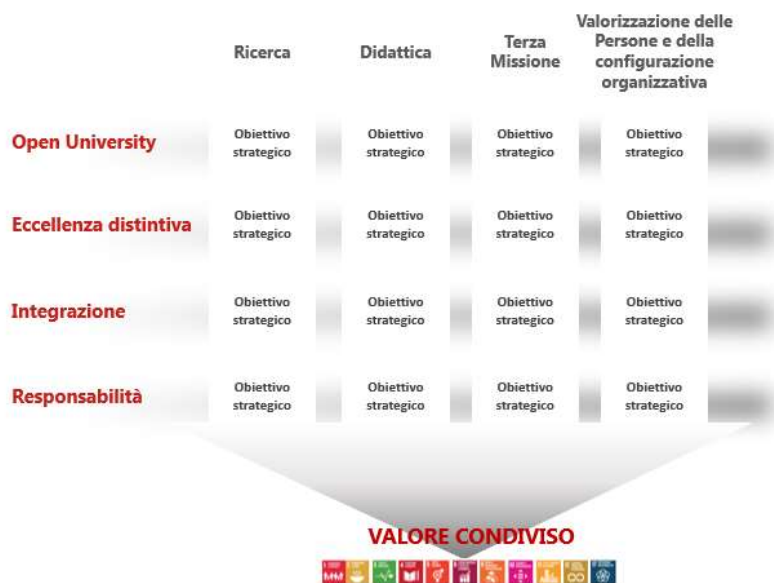 Ricerca
Didattica
Terza
Missione
Valorizzazione delle
Persone e della
configurazione
organizzativa
Open University
Obiettivo
strategico
Obiettivo
strategico
Obiettivo
strategico
Obiettivo
strategico
Eccellenza distintiva
Obiettivo
strategico
Obiettivo
strategico
Obiettivo
strategico
Obiettivo
strategico
Integrazione
Obiettivo
strategico
Obiettivo
strategico
Obiettivo
strategico
Obiettivo
strategico
Responsabilità
Obiettivo
strategico
Obiettivo
strategico
Obiettivo
strategico
Obiettivo
strategico
VALORE CONDIVISO